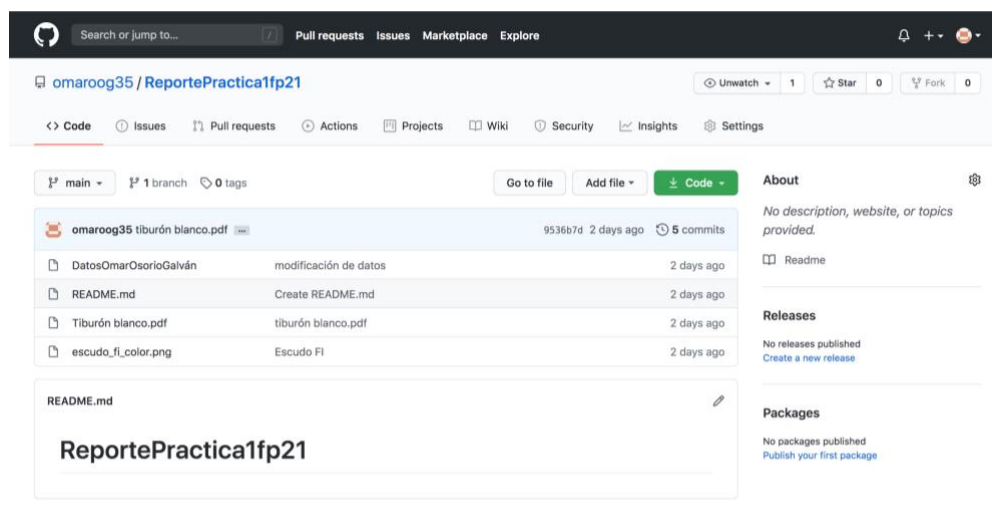 Search or jump to... / Pull requests Issues Marketplace Explore
omaroog35 / ReportePractica1fp21 Unwatch 1 Star 0 Fork 0
<> Code Issues Pull requests Actions Projects Wiki Security Insights Settings
main 1 branch 0 tags Go to file Add file Code
omaroog35 tiburón blanco.pdf ... 9536b7d 2 days ago 5 commits
DatosOmarOsorioGalván modificación de datos 2 days ago
README.md Create README.md 2 days ago
Tiburón blanco.pdf tiburón blanco.pdf 2 days ago
escudo_fi_color.png Escudo FI 2 days ago
README.md
ReportePractica1fp21
About
No description, website, or topics
provided.
Readme
Releases
No releases published
Create a new release
Packages
No packages published
Publish your first package